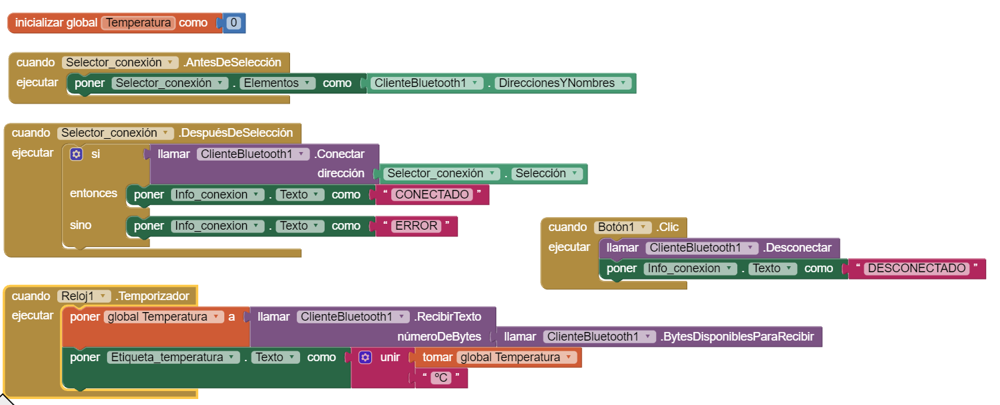 inicializar global Temperatura como 0
cuando Selector_conexión .AntesDeSelección
ejecutar poner Selector_conexión . Elementos como ClienteBluetooth1 . DireccionesYNombres
cuando Selector_conexión .DespuésDeSelección
ejecutar si llamar ClienteBluetooth1 .Conectar
dirección Selector_conexión . Selección
entonces poner Info_conexion . Texto como “ CONECTADO ”
sino poner Info_conexion . Texto como “ ERROR ”
cuando Botón1 .Clic
ejecutar llamar ClienteBluetooth1 .Desconectar
poner Info_conexion . Texto como “ DESCONECTADO ”
cuando Reloj1 .Temporizador
ejecutar poner global Temperatura a llamar ClienteBluetooth1 .RecibirTexto
númeroDeBytes llamar ClienteBluetooth1 .BytesDisponiblesParaRecibir
poner Etiqueta_temperatura . Texto como unir tomar global Temperatura
“ ºC ”